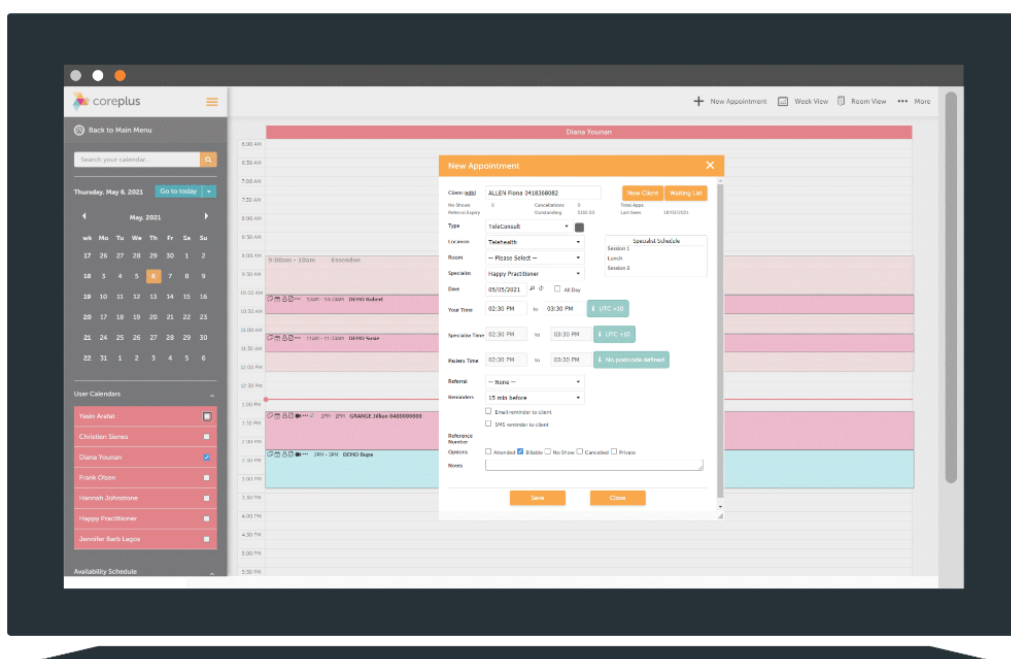 coreplus
New Appointment Week View Room View More
Back to Main Menu
Search your calendar...
Thursday, May 6, 2021 Go to today
May, 2021
wk Mo Tu We Th Fr Sa Su
17 26 27 28 29 30 1 2
18 3 4 5 6 7 8 9
19 10 11 12 13 14 15 16
20 17 18 19 20 21 22 23
21 24 25 26 27 28 29 30
22 31 1 2 3 4 5 6
User Calendars
Yasin Arafat
Christian Sienes
Diana Younan
Frank Olsen
Hannah Johnstone
Happy Practitioner
Jennifer Barb Lagos
Availability Schedule
Diana Younan
6:00 AM
6:30 AM
7:00 AM
7:30 AM
8:00 AM
8:30 AM
9:00 AM
9:00am - 10am Essendon
9:30 AM
10:00 AM
DEMO Robert
10:30 AM
11:00 AM
DEMO Susie
11:30 AM
12:00 PM
12:30 PM
1:00 PM
1PM - 2PM GRANGE Jillian 0400000000
1:30 PM
2:00 PM
2PM - 3PM DEMO Bupa
2:30 PM
3:00 PM
3:30 PM
4:00 PM
4:30 PM
5:00 PM
5:30 PM
New Appointment
Client ALLEN Fiona 0418368082 New Client Waiting List
No Shows 0 Cancellations 0 Total Apps
Referral Expiry Outstanding Last Seen
Type TeleConsult
Location Telehealth
Room -- Please Select --
Specialist Happy Practitioner
Specialist Schedule
Session 1
Lunch
Session 2
Date 05/05/2021 All Day
Your Time 02:30 PM to 03:30 PM UTC +10
Specialist Time 02:30 PM to 03:30 PM UTC +10
Patient Time 02:30 PM to 03:30 PM No postcode defined
Referral -- None --
Reminders 15 min before
Email reminder to client
SMS reminder to client
Reference Number
Options Attended Billable No Show Cancelled Private
Notes
Save Close